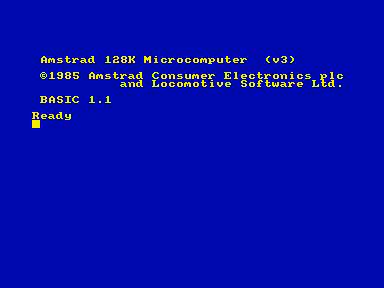 Amstrad 128K Microcomputer  (v3)
©1985 Amstrad Consumer Electronics plc
and Locomotive Software Ltd.
BASIC 1.1
Ready